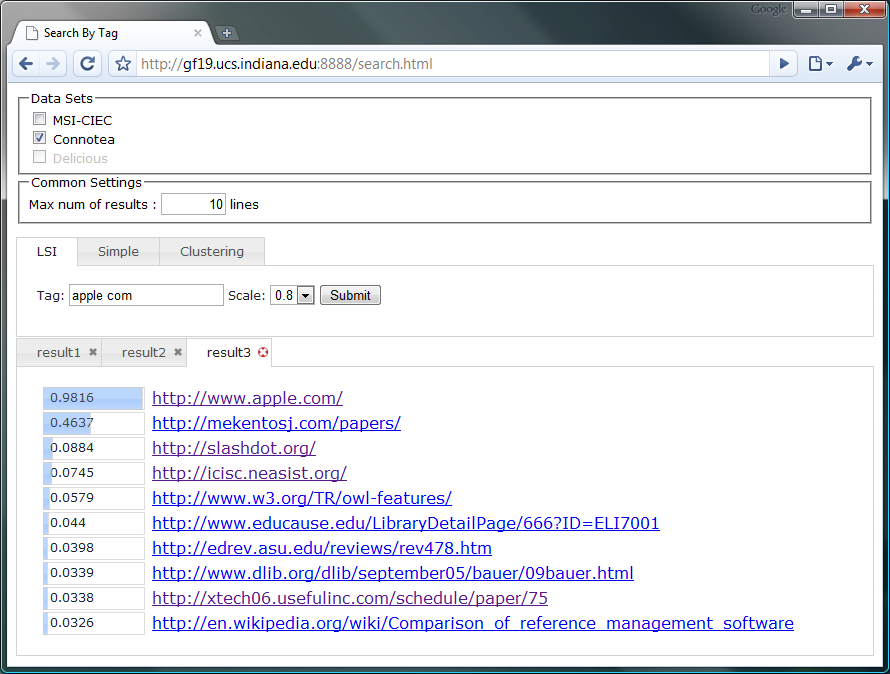 Google
Search By Tag
http://gf19.ucs.indiana.edu:8888/search.html
Data Sets
MSI-CIEC
Connotea
Delicious
Common Settings
Max num of results : 10 lines
LSI Simple Clustering
Tag: apple com Scale: 0.8 Submit
result1 result2 result3
0.9816 http://www.apple.com/
0.4637 http://mekentosj.com/papers/
0.0884 http://slashdot.org/
0.0745 http://icisc.neasist.org/
0.0579 http://www.w3.org/TR/owl-features/
0.044 http://www.educause.edu/LibraryDetailPage/666?ID=ELI7001
0.0398 http://edrev.asu.edu/reviews/rev478.htm
0.0339 http://www.dlib.org/dlib/september05/bauer/09bauer.html
0.0338 http://xtech06.usefulinc.com/schedule/paper/75
0.0326 http://en.wikipedia.org/wiki/Comparison_of_reference_management_software